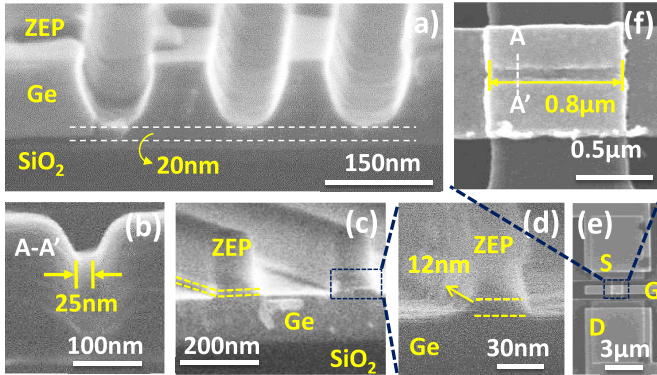 ZEP
(a)
Ge
SiO₂
20nm
150nm
(f)
A
A'
0.8μm
0.5μm
(b)
A-A'
25nm
100nm
(c)
ZEP
Ge
200nm
SiO₂
(d)
ZEP
12nm
Ge
30nm
(e)
S
G
D
3μm